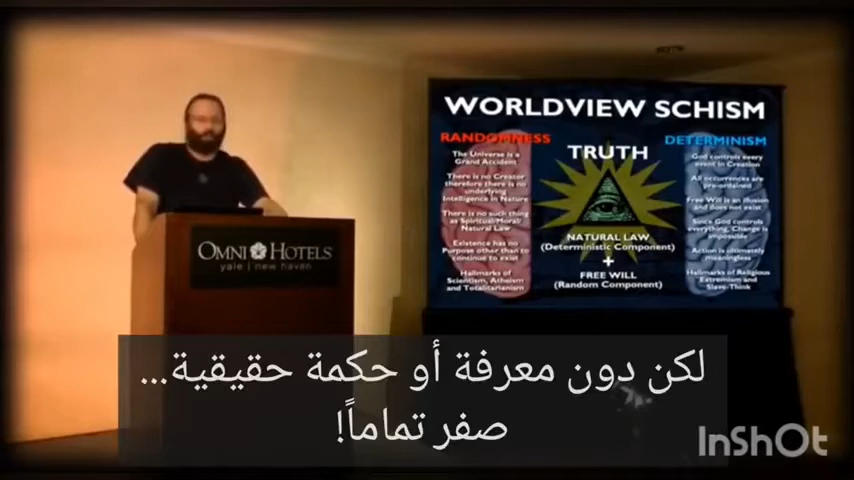 WORLDVIEW SCHISM
RANDOMNESS
The Universe is a
Grand Accident
There is no Creator
therefore there is no
underlying
Intelligence in Nature
There is no such thing
as Spiritual/Moral/
Natural Law
Existence has no
Purpose other than to
continue to exist
Hallmarks of
Scientism, Atheism
and Totalitarianism
TRUTH
NATURAL LAW
(Deterministic Component)
+
FREE WILL
(Random Component)
DETERMINISM
God controls every
event in Creation
All occurrences are
pre-ordained
Free Will is an illusion
and does not exist
Since God controls
everything, Change is
impossible
Action is ultimately
meaningless
Hallmarks of Religious
Extremism and
Slave-Think
OMNI HOTELS
yale | new haven
لكن دون معرفة أو حكمة حقيقية...
صفر تماماً!
InShOt